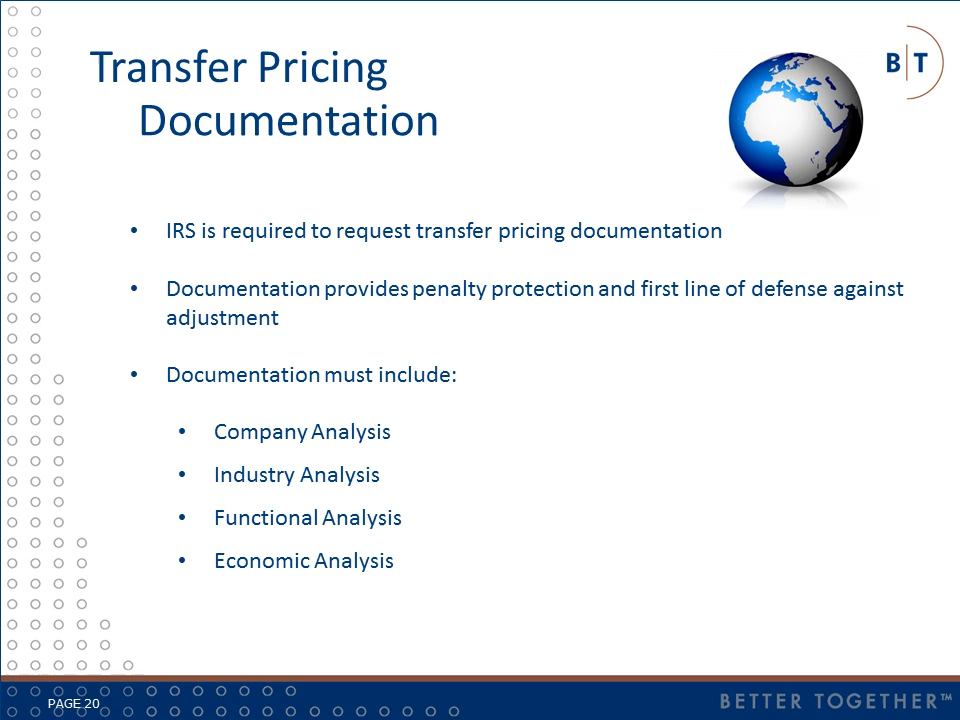 Transfer Pricing
Documentation
B|T
• IRS is required to request transfer pricing documentation
• Documentation provides penalty protection and first line of defense against
adjustment
• Documentation must include:
• Company Analysis
• Industry Analysis
• Functional Analysis
• Economic Analysis
PAGE 20
BETTER TOGETHER™